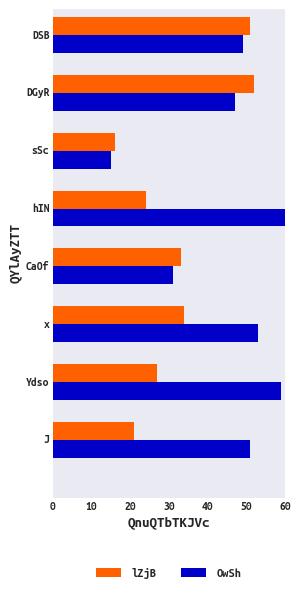 DSB
DGyR
sSc
hIN
CaOf
x
Ydso
J
QYlAyZTT
0 10 20 30 40 50 60
QnuQTbTKJVc
lZjB OwSh